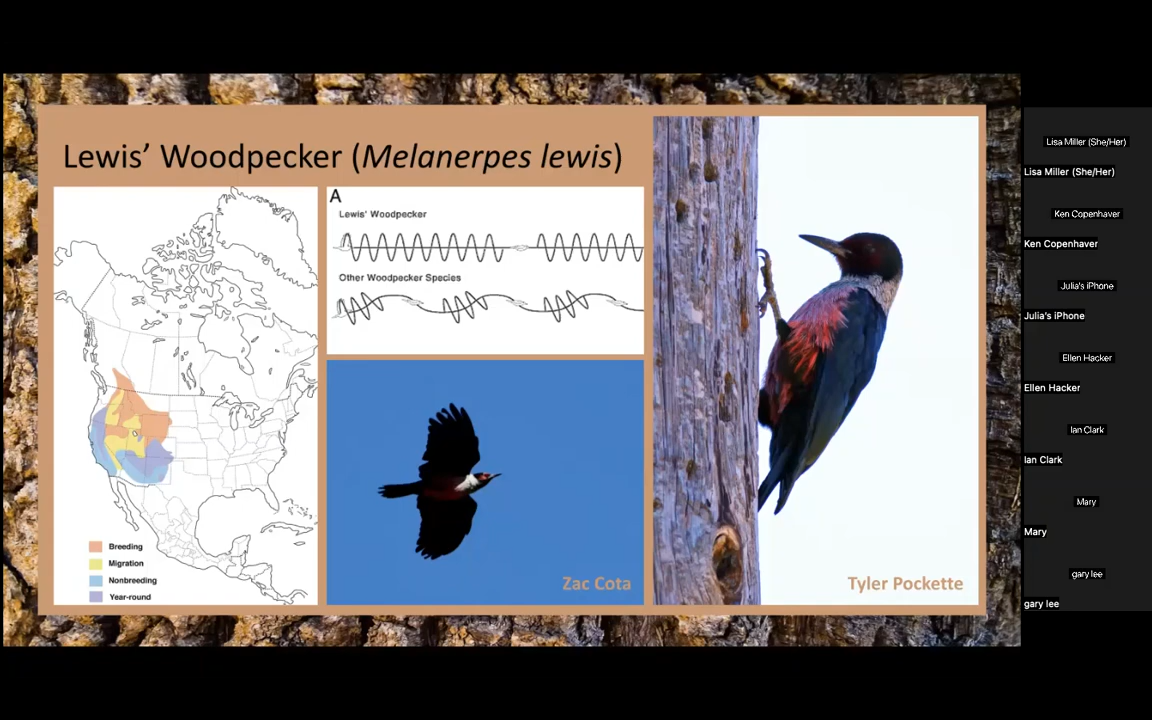 Lewis’ Woodpecker (Melanerpes lewis)
A
Lewis' Woodpecker
Other Woodpecker Species
Breeding
Migration
Nonbreeding
Year-round
Zac Cota
Tyler Pockette
Lisa Miller (She/Her)
Lisa Miller (She/Her)
Ken Copenhaver
Ken Copenhaver
Julia's iPhone
Julia's iPhone
Ellen Hacker
Ellen Hacker
Ian Clark
Ian Clark
Mary
Mary
gary lee
gary lee